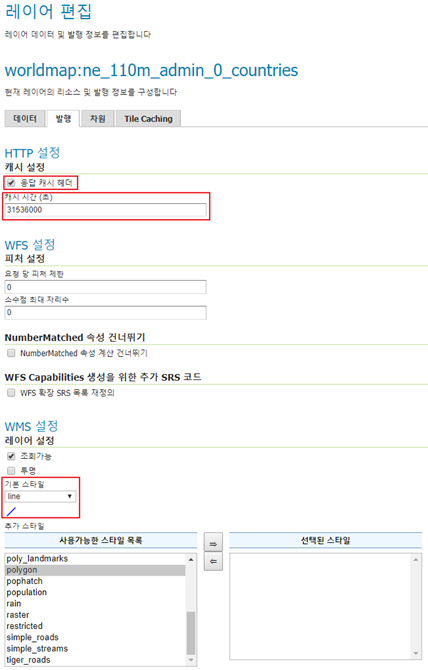 레이어 편집
레이어 데이터 및 발행 정보를 편집합니다
worldmap:ne_110m_admin_0_countries
현재 레이어의 리소스 및 발행 정보를 구성합니다
데이터 발행 차원 Tile Caching
HTTP 설정
캐시 설정
응답 캐시 헤더
캐시 시간 (초)
31536000
WFS 설정
피처 설정
요청 당 피처 제한
0
소수점 최대 자리수
0
NumberMatched 속성 건너뛰기
NumberMatched 속성 계산 건너뛰기
WFS Capabilities 생성을 위한 추가 SRS 코드
WFS 확장 SRS 목록 재정의
WMS 설정
레이어 설정
조회가능
투명
기본 스타일
line
추가 스타일
사용가능한 스타일 목록
poly_landmarks
polygon
pophatch
population
rain
raster
restricted
simple_roads
simple_streams
tiger_roads
⇒
⇐
선택된 스타일